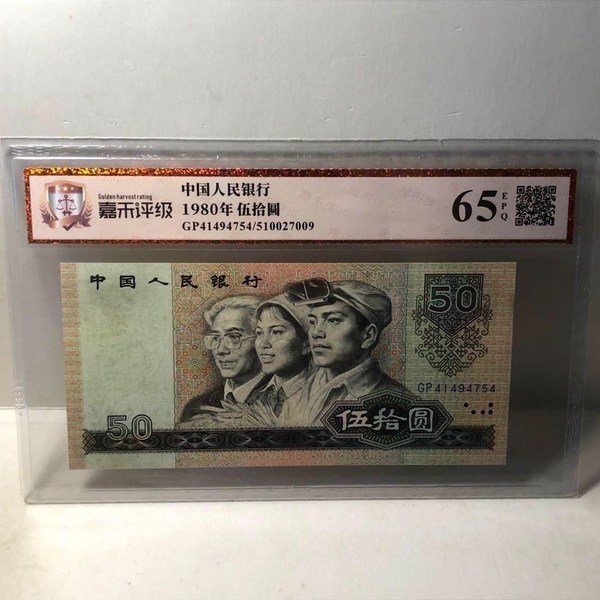 Golden harvest rating
嘉禾评级
中国人民银行
1980年 伍拾圆
GP41494754/510027009
65
EPQ
中国人民银行
50
GP41494754
50
伍拾圆